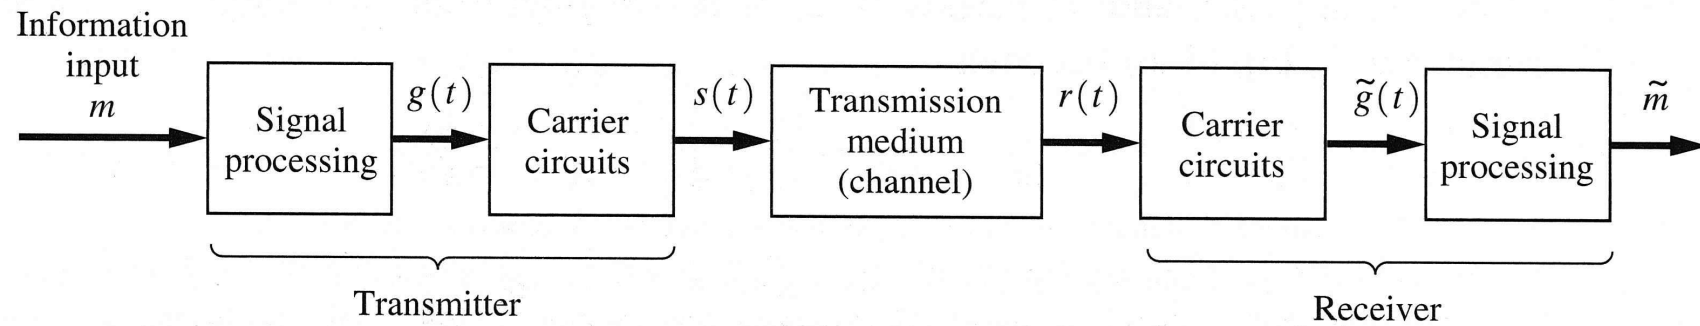 Information
input
m
Signal
processing
g(t)
Carrier
circuits
s(t)
Transmission
medium
(channel)
r(t)
Carrier
circuits
g̃(t)
Signal
processing
m̃
Transmitter
Receiver